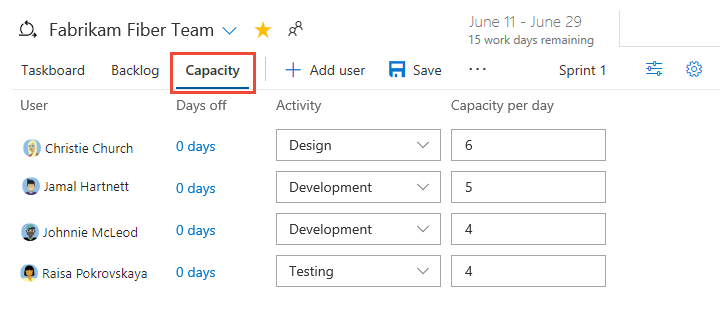 Fabrikam Fiber Team
June 11 - June 29
15 work days remaining
Taskboard Backlog Capacity Add user Save Sprint 1
User Days off Activity Capacity per day
Christie Church 0 days Design 6
Jamal Hartnett 0 days Development 5
Johnnie McLeod 0 days Development 4
Raisa Pokrovskaya 0 days Testing 4